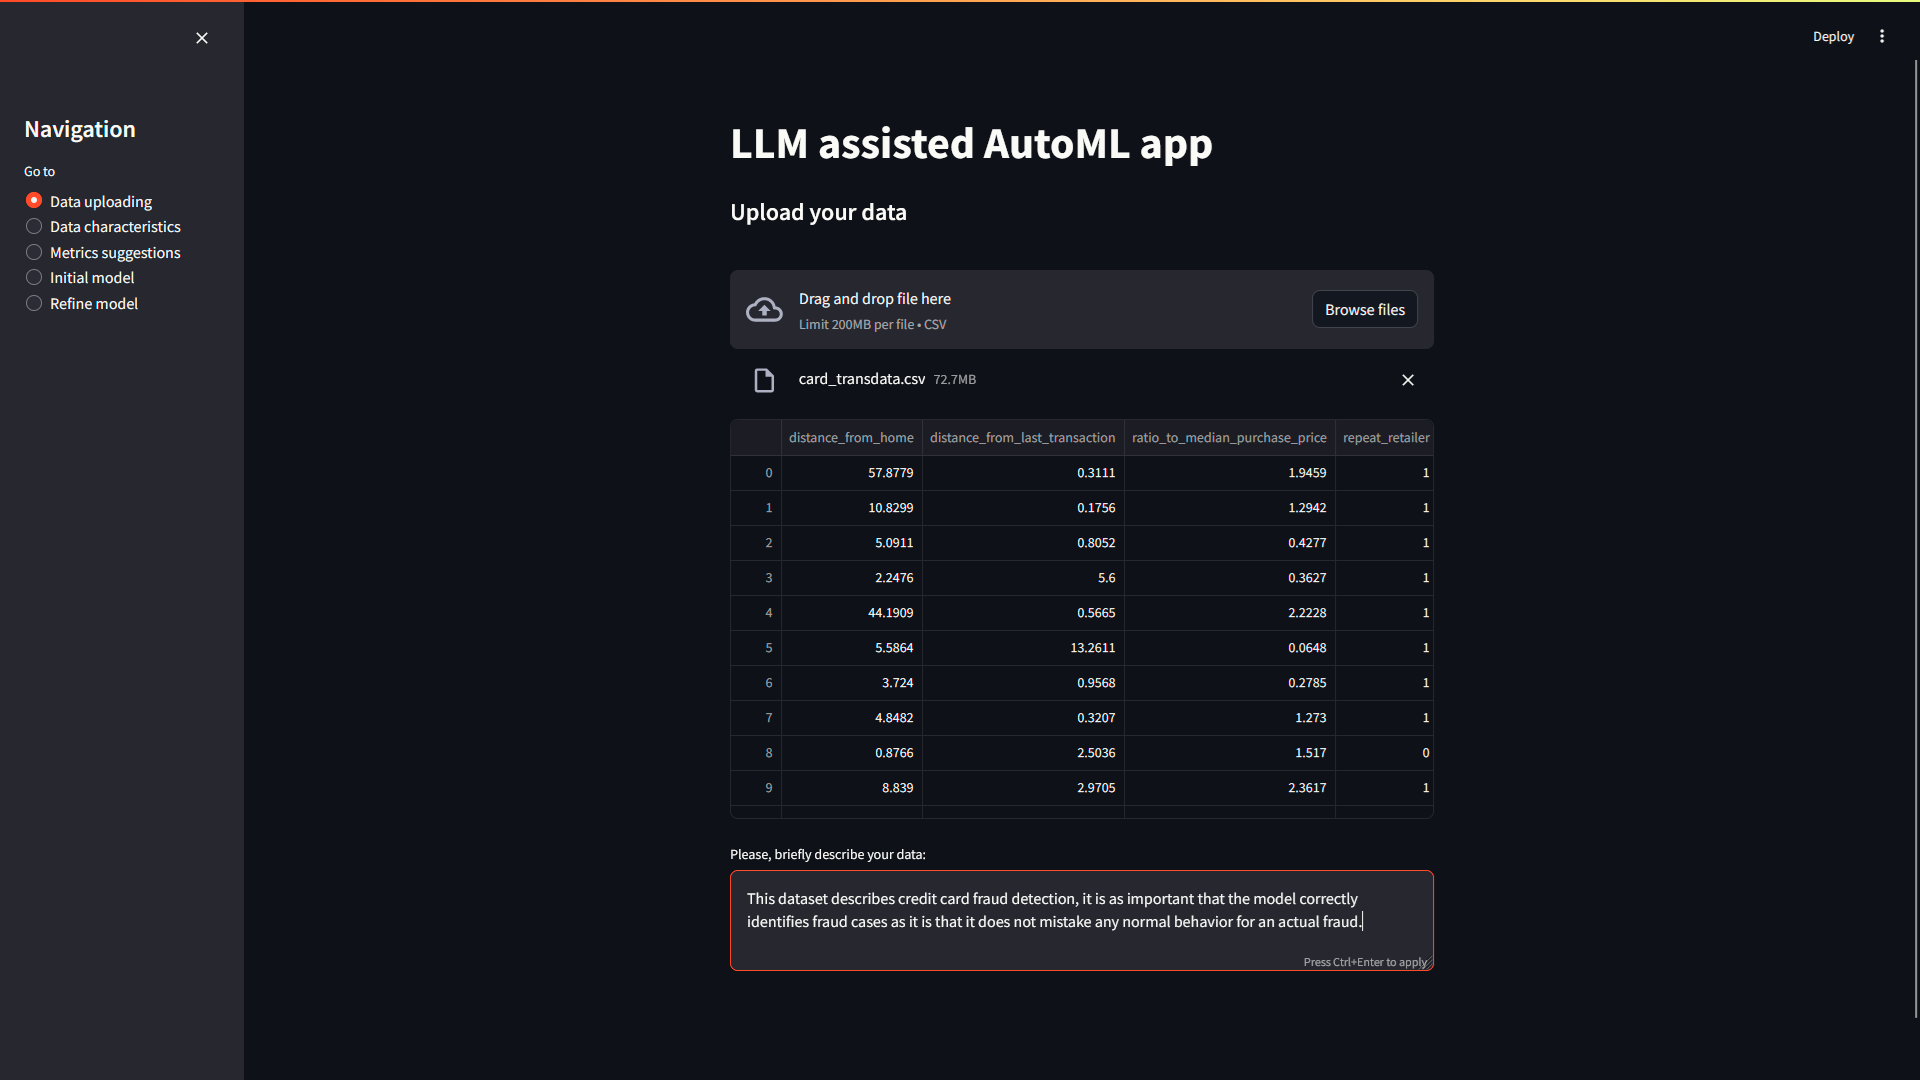 Deploy
Navigation
Go to
Data uploading
Data characteristics
Metrics suggestions
Initial model
Refine model
LLM assisted AutoML app
Upload your data
Drag and drop file here
Limit 200MB per file • CSV
Browse files
card_transdata.csv 72.7MB
distance_from_home distance_from_last_transaction ratio_to_median_purchase_price repeat_retailer
0 57.8779 0.3111 1.9459 1
1 10.8299 0.1756 1.2942 1
2 5.0911 0.8052 0.4277 1
3 2.2476 5.6 0.3627 1
4 44.1909 0.5665 2.2228 1
5 5.5864 13.2611 0.0648 1
6 3.724 0.9568 0.2785 1
7 4.8482 0.3207 1.273 1
8 0.8766 2.5036 1.517 0
9 8.839 2.9705 2.3617 1
Please, briefly describe your data:
This dataset describes credit card fraud detection, it is as important that the model correctly
identifies fraud cases as it is that it does not mistake any normal behavior for an actual fraud.
Press Ctrl+Enter to apply